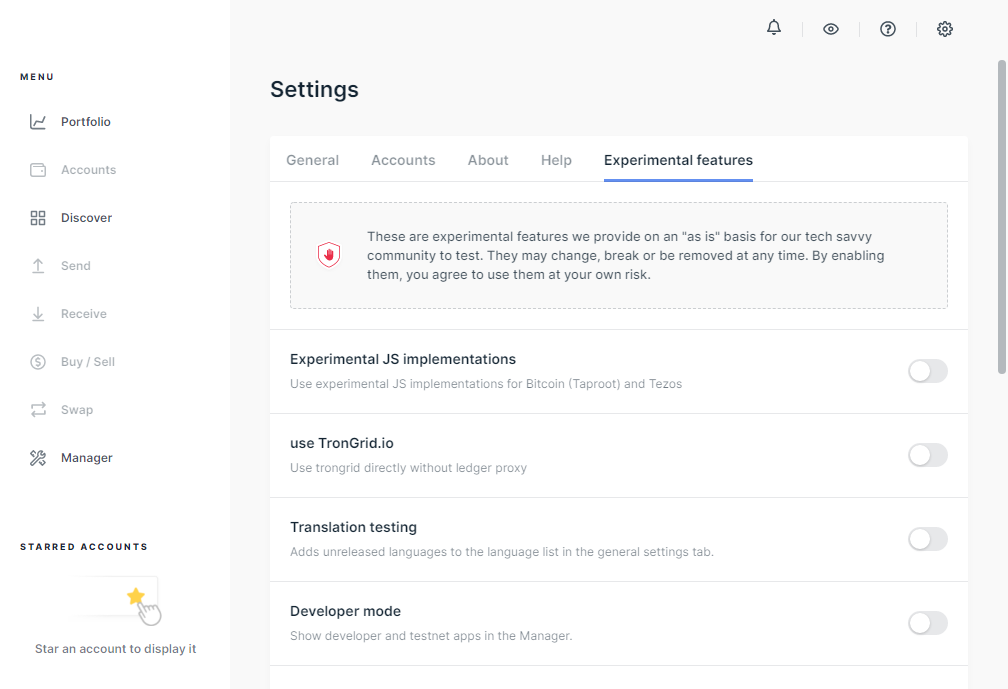 MENU
Portfolio
Accounts
Discover
Send
Receive
Buy / Sell
Swap
Manager
STARRED ACCOUNTS
Star an account to display it
Settings
General
Accounts
About
Help
Experimental features
These are experimental features we provide on an "as is" basis for our tech savvy
community to test. They may change, break or be removed at any time. By enabling
them, you agree to use them at your own risk.
Experimental JS implementations
Use experimental JS implementations for Bitcoin (Taproot) and Tezos
use TronGrid.io
Use trongrid directly without ledger proxy
Translation testing
Adds unreleased languages to the language list in the general settings tab.
Developer mode
Show developer and testnet apps in the Manager.